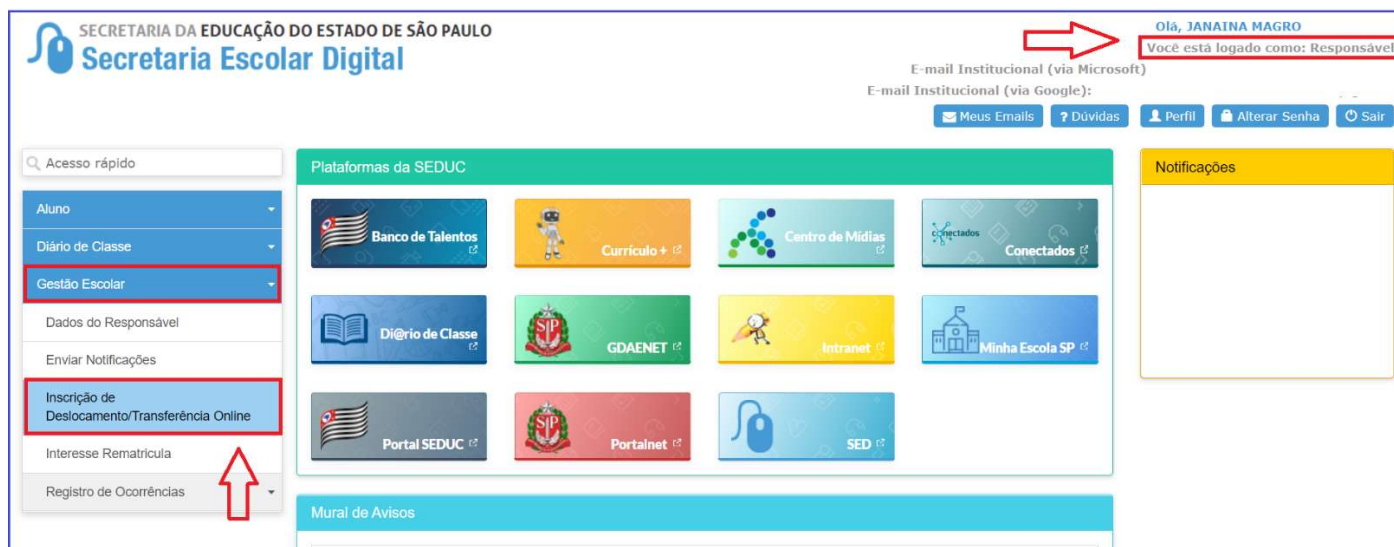 SECRETARIA DA EDUCAÇÃO DO ESTADO DE SÃO PAULO
Secretaria Escolar Digital
Olá, JANAINA MAGRO
Você está logado como: Responsável
E-mail Institucional (via Microsoft)
E-mail Institucional (via Google):
Meus Emails
? Dúvidas
Perfil
Alterar Senha
Sair
Acesso rápido
Aluno
Diário de Classe
Gestão Escolar
Dados do Responsável
Enviar Notificações
Inscrição de
Deslocamento/Transferência Online
Interesse Rematricula
Registro de Ocorrências
Plataformas da SEDUC
Banco de Talentos
Currículo +
Centro de Mídias
conectados
Conectados
Di@rio de Classe
SP
GDAENET
Intranet
Minha Escola SP
Portal SEDUC
SP
Portalnet
SED
Mural de Avisos
Notificações